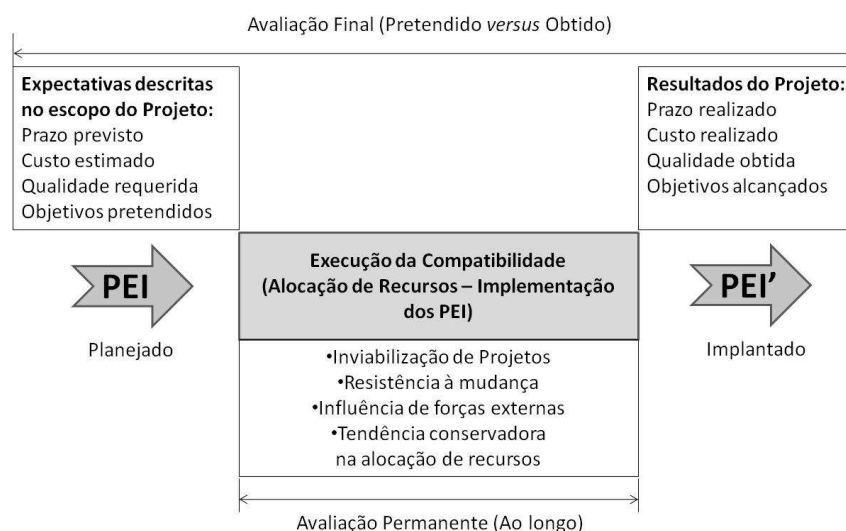 Avaliação Final (Pretendido versus Obtido)
Expectativas descritas
no escopo do Projeto:
Prazo previsto
Custo estimado
Qualidade requerida
Objetivos pretendidos
Resultados do Projeto:
Prazo realizado
Custo realizado
Qualidade obtida
Objetivos alcançados
PEI
Planejado
Execução da Compatibilidade
(Alocação de Recursos – Implementação
dos PEI)
•Inviabilização de Projetos
•Resistência à mudança
•Influência de forças externas
•Tendência conservadora
na alocação de recursos
PEI’
Implantado
Avaliação Permanente (Ao longo)